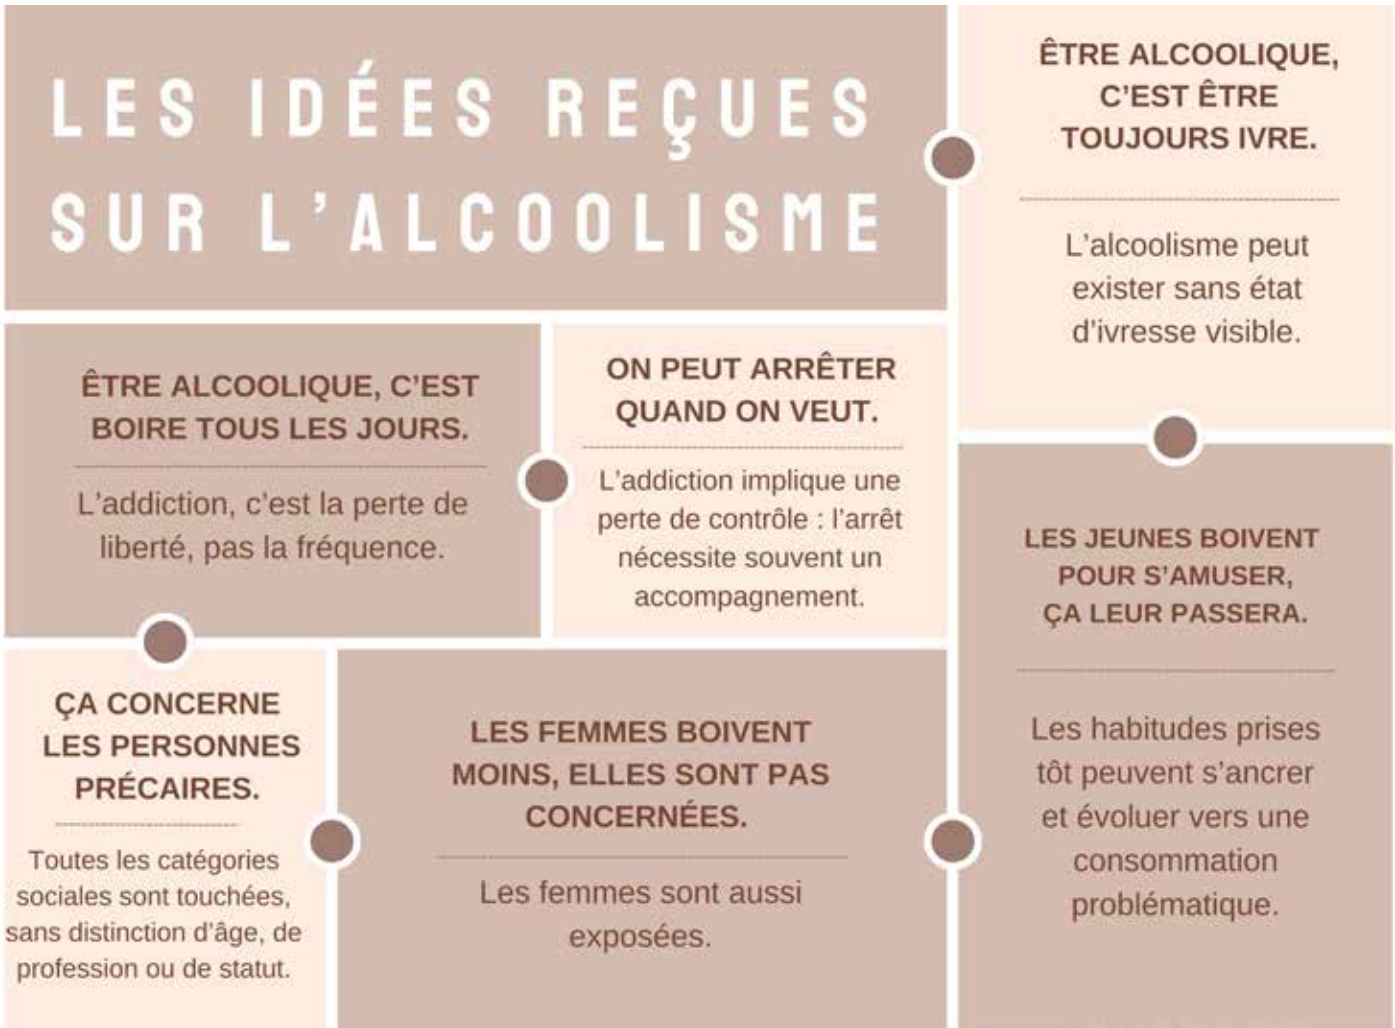 LES IDÉES REÇUES
SUR L'ALCOOLISME
ÊTRE ALCOOLIQUE,
C'EST ÊTRE
TOUJOURS IVRE.
L'alcoolisme peut
exister sans état
d'ivresse visible.
ÊTRE ALCOOLIQUE, C'EST
BOIRE TOUS LES JOURS.
L'addiction, c'est la perte de
liberté, pas la fréquence.
ON PEUT ARRÊTER
QUAND ON VEUT.
L'addiction implique une
perte de contrôle : l'arrêt
nécessite souvent un
accompagnement.
LES JEUNES BOIVENT
POUR S'AMUSER,
ÇA LEUR PASSERA.
Les habitudes prises
tôt peuvent s'ancrer
et évoluer vers une
consommation
problématique.
ÇA CONCERNE
LES PERSONNES
PRÉCAIRES.
Toutes les catégories
sociales sont touchées,
sans distinction d'âge, de
profession ou de statut.
LES FEMMES BOIVENT
MOINS, ELLES SONT PAS
CONCERNÉES.
Les femmes sont aussi
exposées.